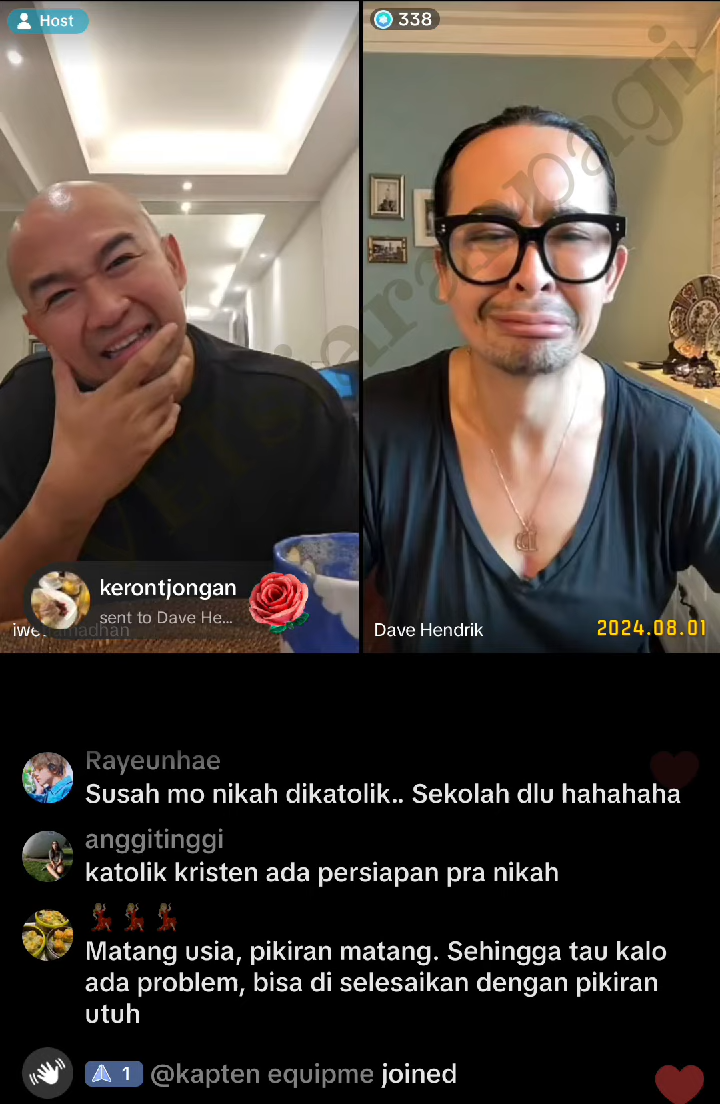 Host
338
kerontjongan
sent to Dave He...
Dave Hendrik
2024.08.01
Rayeunhae
Susah mo nikah dikatolik.. Sekolah dlu hahahaha
anggitinggi
katolik kristen ada persiapan pra nikah
Matang usia, pikiran matang. Sehingga tau kalo
ada problem, bisa di selesaikan dengan pikiran
utuh
1 @kapten equipme joined